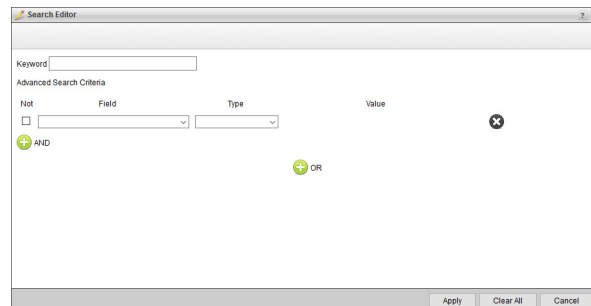 Search Editor ?
Keyword
Advanced Search Criteria
Not Field Type Value
AND
OR
Apply Clear All Cancel